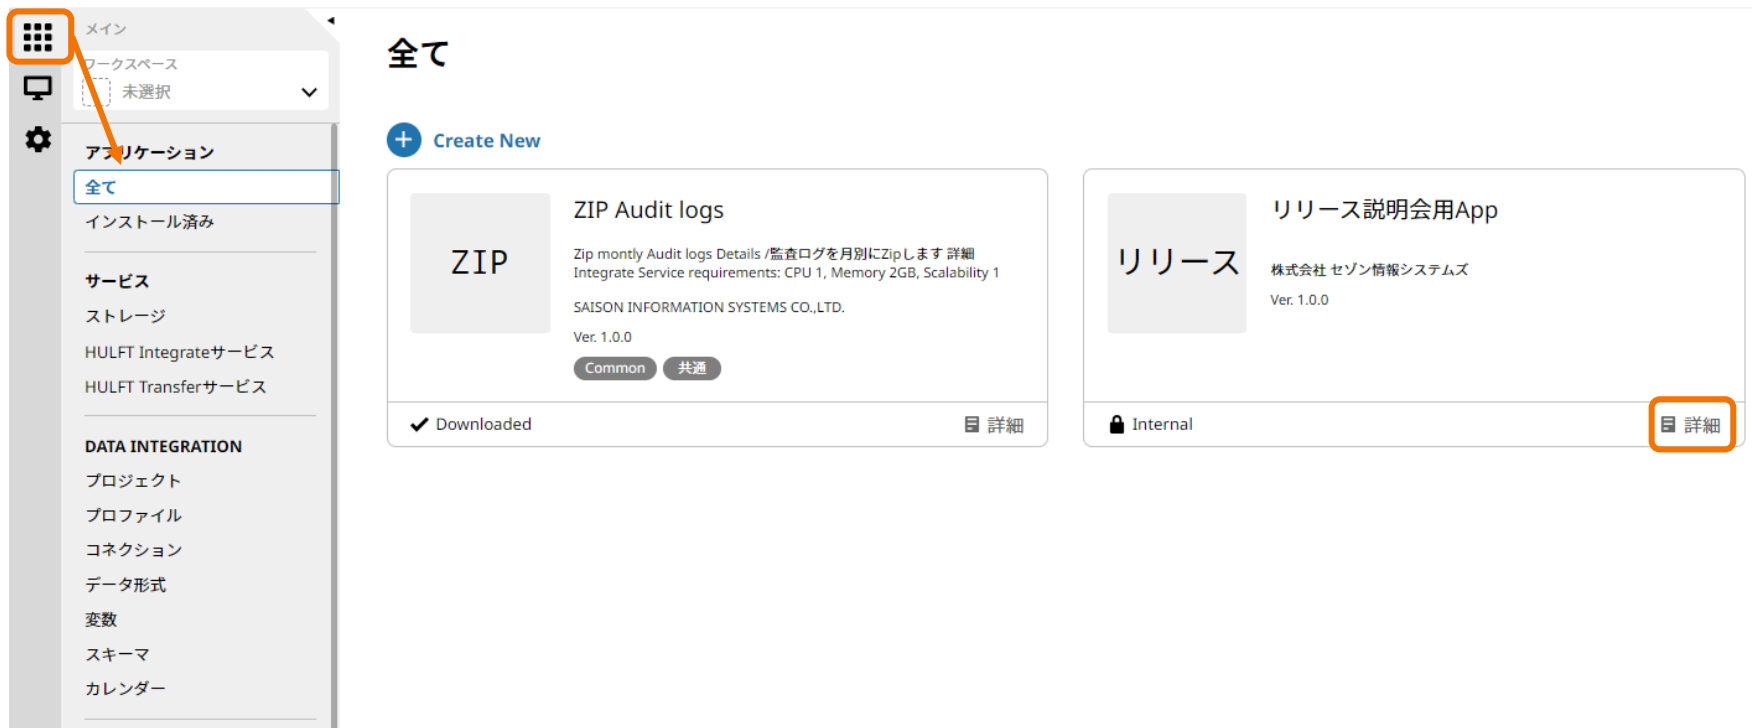 メイン
ワークスペース
未選択
アプリケーション
全て
インストール済み
サービス
ストレージ
HULFT Integrateサービス
HULFT Transferサービス
DATA INTEGRATION
プロジェクト
プロファイル
コネクション
データ形式
変数
スキーマ
カレンダー
全て
Create New
ZIP
ZIP Audit logs
Zip montly Audit logs Details /監査ログを月別にZipします 詳細
Integrate Service requirements: CPU 1, Memory 2GB, Scalability 1
SAISON INFORMATION SYSTEMS CO.,LTD.
Ver. 1.0.0
Common 共通
Downloaded 詳細
リリース
リリース説明会用App
株式会社 セゾン情報システムズ
Ver. 1.0.0
Internal 詳細